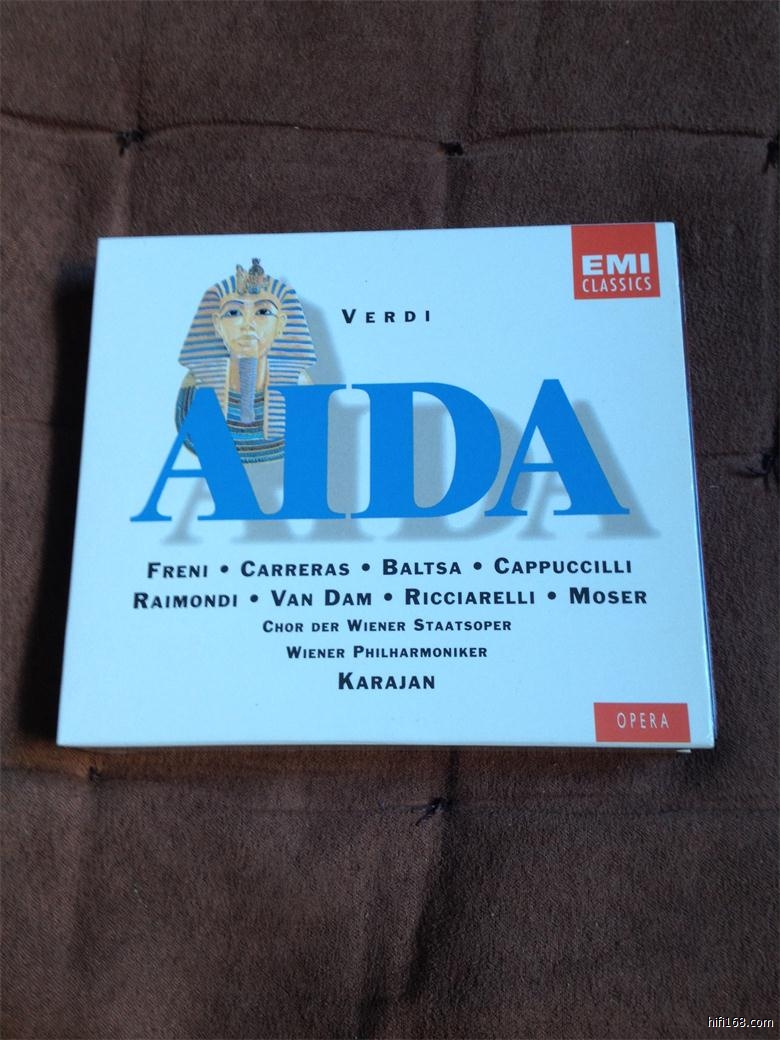 EMI
CLASSICS
VERDI
AIDA
FRENI • CARRERAS • BALTSA • CAPPUCCILLI
RAIMONDI • VAN DAM • RICCIARELLI • MOSER
CHOR DER WIENER STAATSOPER
WIENER PHILHARMONIKER
KARAJAN
OPERA
hifi168.com